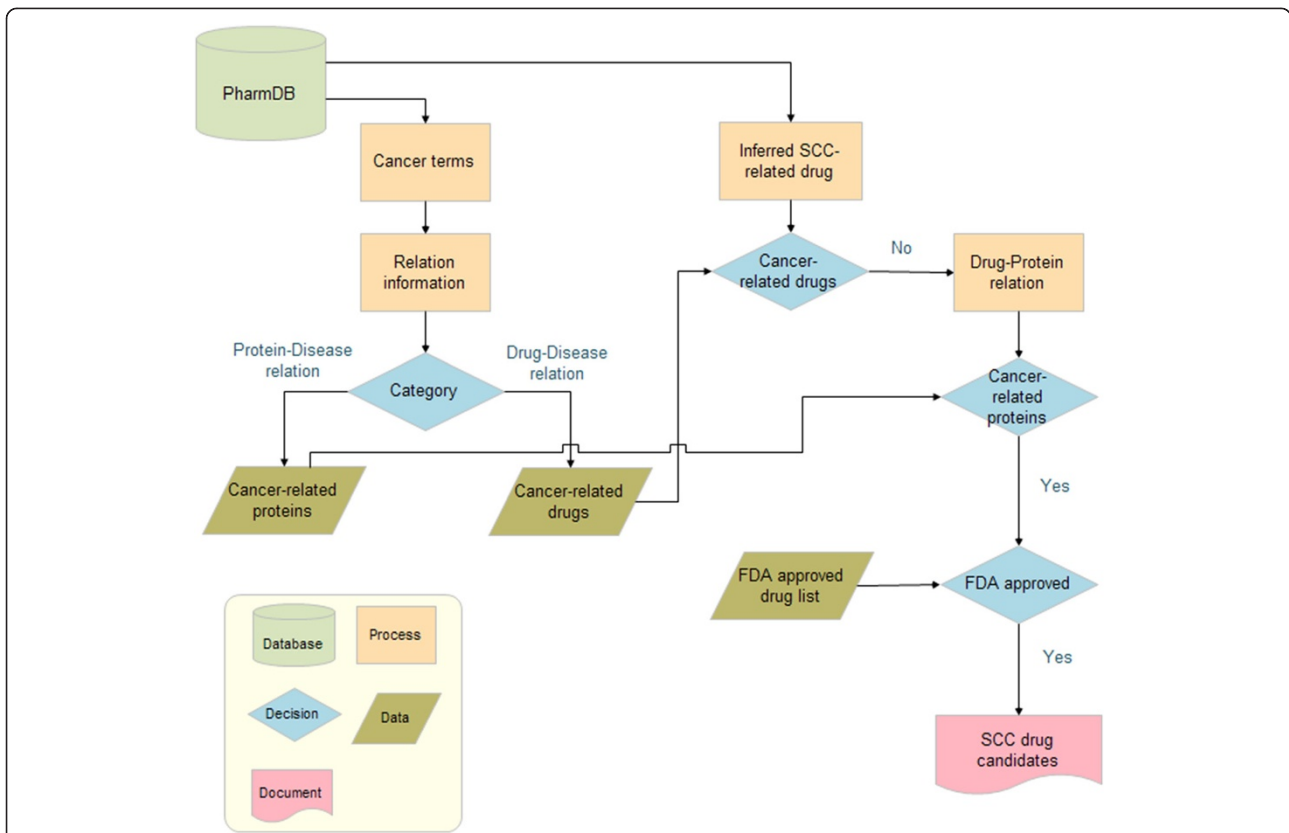 PharmDB
Cancer terms
Inferred SCC-
related drug
Relation
information
Cancer-
related drugs
No
Drug-Protein
relation
Protein-Disease
relation
Drug-Disease
relation
Category
Cancer-
related
proteins
Cancer-related
proteins
Cancer-related
drugs
Yes
FDA approved
drug list
FDA approved
Yes
SCC drug
candidates
Database
Process
Decision
Data
Document